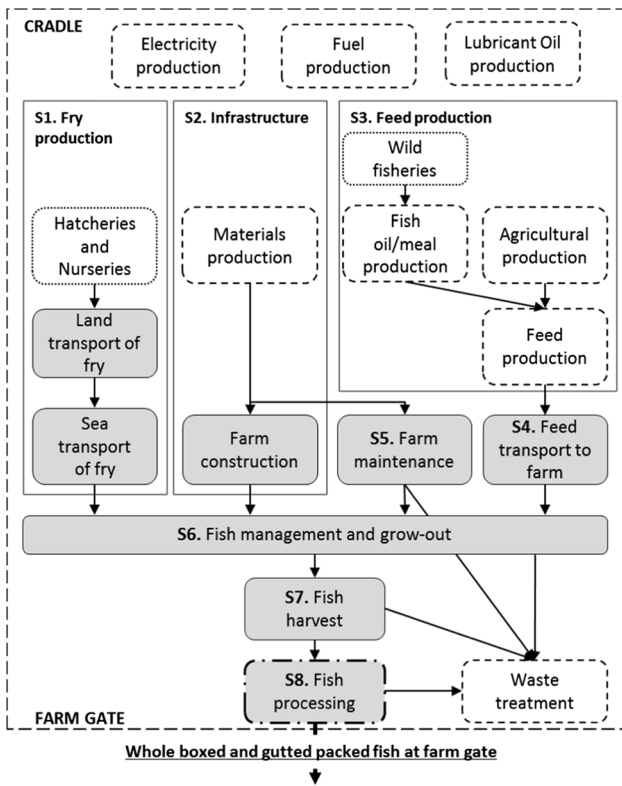 CRADLE
Electricity
production
Fuel
production
Lubricant Oil
production
S1. Fry
production
S2. Infrastructure
S3. Feed production
Wild
fisheries
Hatcheries
and
Nurseries
Materials
production
Fish
oil/meal
production
Agricultural
production
Land
transport of
fry
Feed
production
Sea
transport
of fry
Farm
construction
S5. Farm
maintenance
S4. Feed
transport to
farm
S6. Fish management and grow-out
S7. Fish
harvest
S8. Fish
processing
Waste
treatment
FARM GATE
Whole boxed and gutted packed fish at farm gate